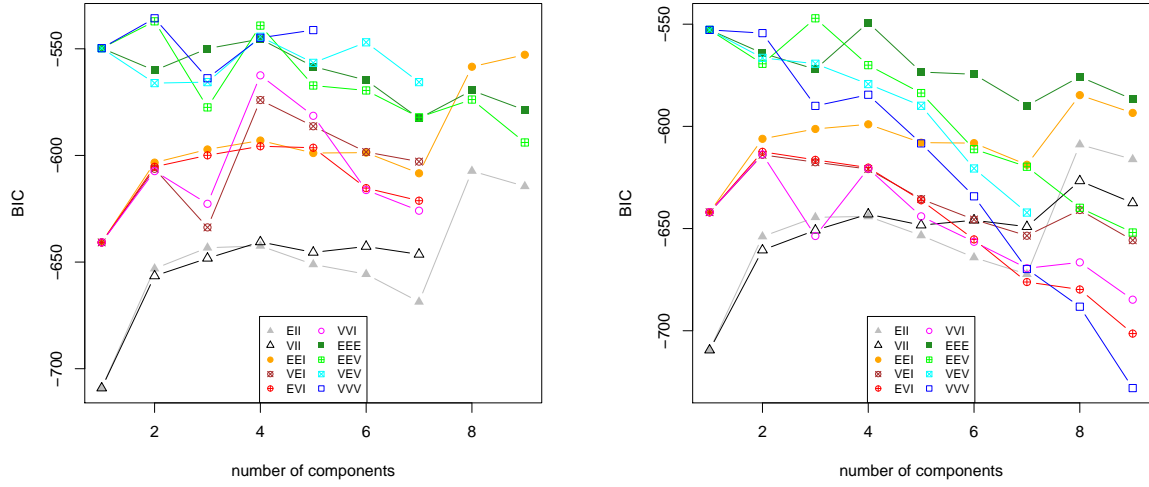 −550
−600
−650
−700
BIC
EII
VII
EEI
VEI
EVI
VVI
EEE
EEV
VEV
VVV
2
4
6
8
number of components
−550
−600
−650
−700
BIC
EII
VII
EEI
VEI
EVI
VVI
EEE
EEV
VEV
VVV
2
4
6
8
number of components